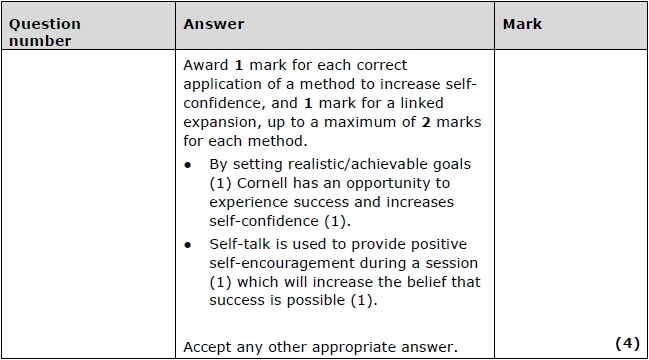 Question number
Answer
Mark
Award 1 mark for each correct
application of a method to increase self-
confidence, and 1 mark for a linked
expansion, up to a maximum of 2 marks
for each method.
● By setting realistic/achievable goals
(1) Cornell has an opportunity to
experience success and increases
self-confidence (1).
● Self-talk is used to provide positive
self-encouragement during a session
(1) which will increase the belief that
success is possible (1).
Accept any other appropriate answer.
(4)